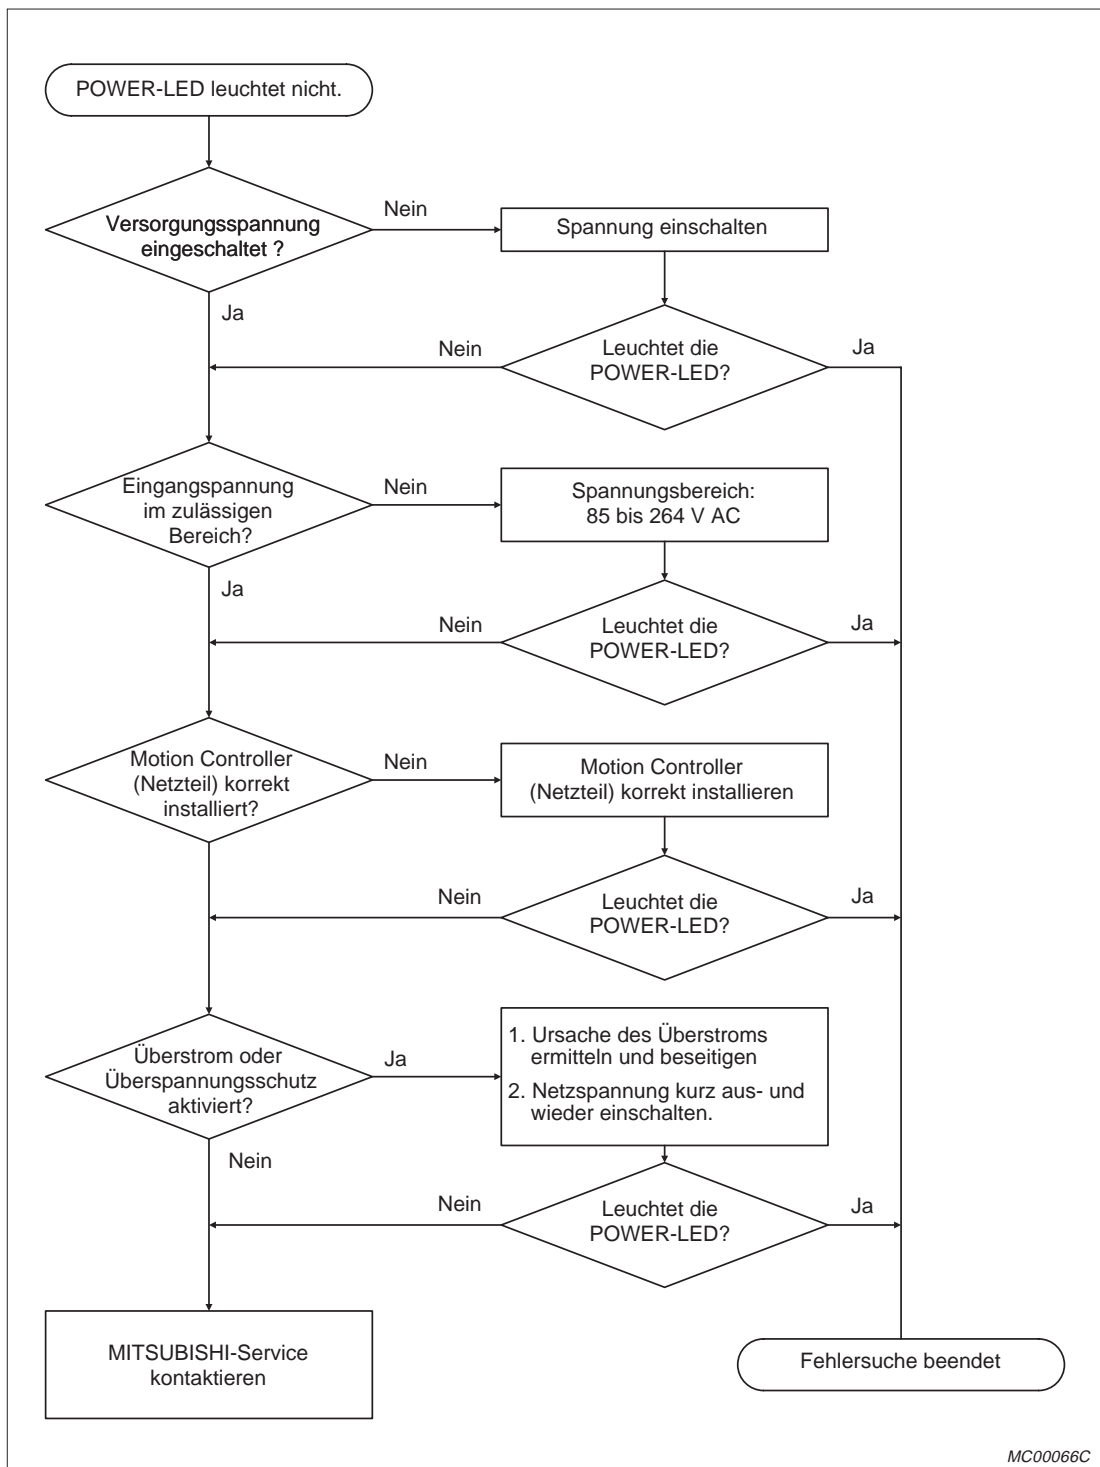 POWER-LED leuchtet nicht.
Versorgungsspannung
eingeschaltet ?
Nein
Spannung einschalten
Ja
Nein
Leuchtet die
POWER-LED?
Ja
Eingangspannung
im zulässigen
Bereich?
Nein
Spannungsbereich:
85 bis 264 V AC
Ja
Nein
Leuchtet die
POWER-LED?
Ja
Motion Controller
(Netzteil) korrekt
installiert?
Nein
Motion Controller
(Netzteil) korrekt installieren
Nein
Leuchtet die
POWER-LED?
Ja
Überstrom oder
Überspannungsschutz
aktiviert?
Ja
1. Ursache des Überstroms
ermitteln und beseitigen
2. Netzspannung kurz aus- und
wieder einschalten.
Nein
Nein
Leuchtet die
POWER-LED?
Ja
MITSUBISHI-Service
kontaktieren
Fehlersuche beendet
MC00066C